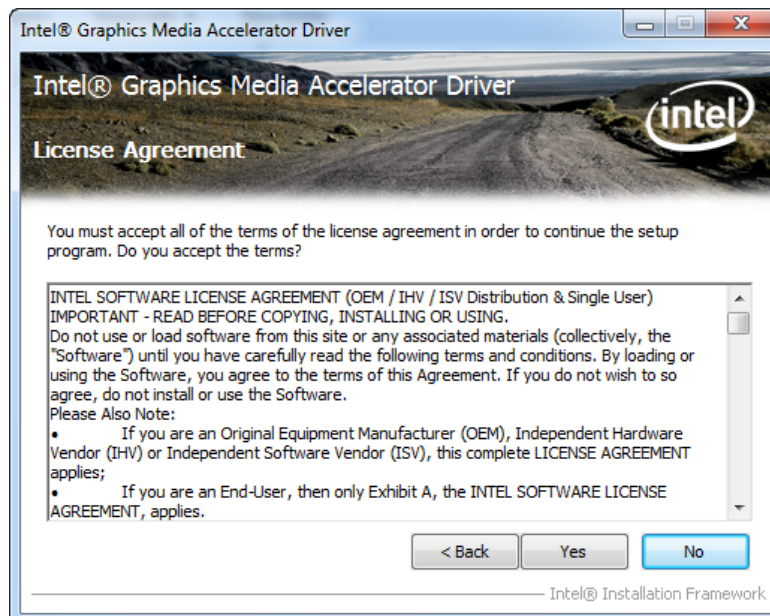 Intel® Graphics Media Accelerator Driver
Intel® Graphics Media Accelerator Driver
intel
License Agreement
You must accept all of the terms of the license agreement in order to continue the setup
program. Do you accept the terms?
INTEL SOFTWARE LICENSE AGREEMENT (OEM / IHV / ISV Distribution & Single User)
IMPORTANT - READ BEFORE COPYING, INSTALLING OR USING.
Do not use or load software from this site or any associated materials (collectively, the
"Software") until you have carefully read the following terms and conditions. By loading or
using the Software, you agree to the terms of this Agreement. If you do not wish to so
agree, do not install or use the Software.
Please Also Note:
• If you are an Original Equipment Manufacturer (OEM), Independent Hardware
Vendor (IHV) or Independent Software Vendor (ISV), this complete LICENSE AGREEMENT
applies;
• If you are an End-User, then only Exhibit A, the INTEL SOFTWARE LICENSE
AGREEMENT, applies.
< Back Yes No
Intel® Installation Framework